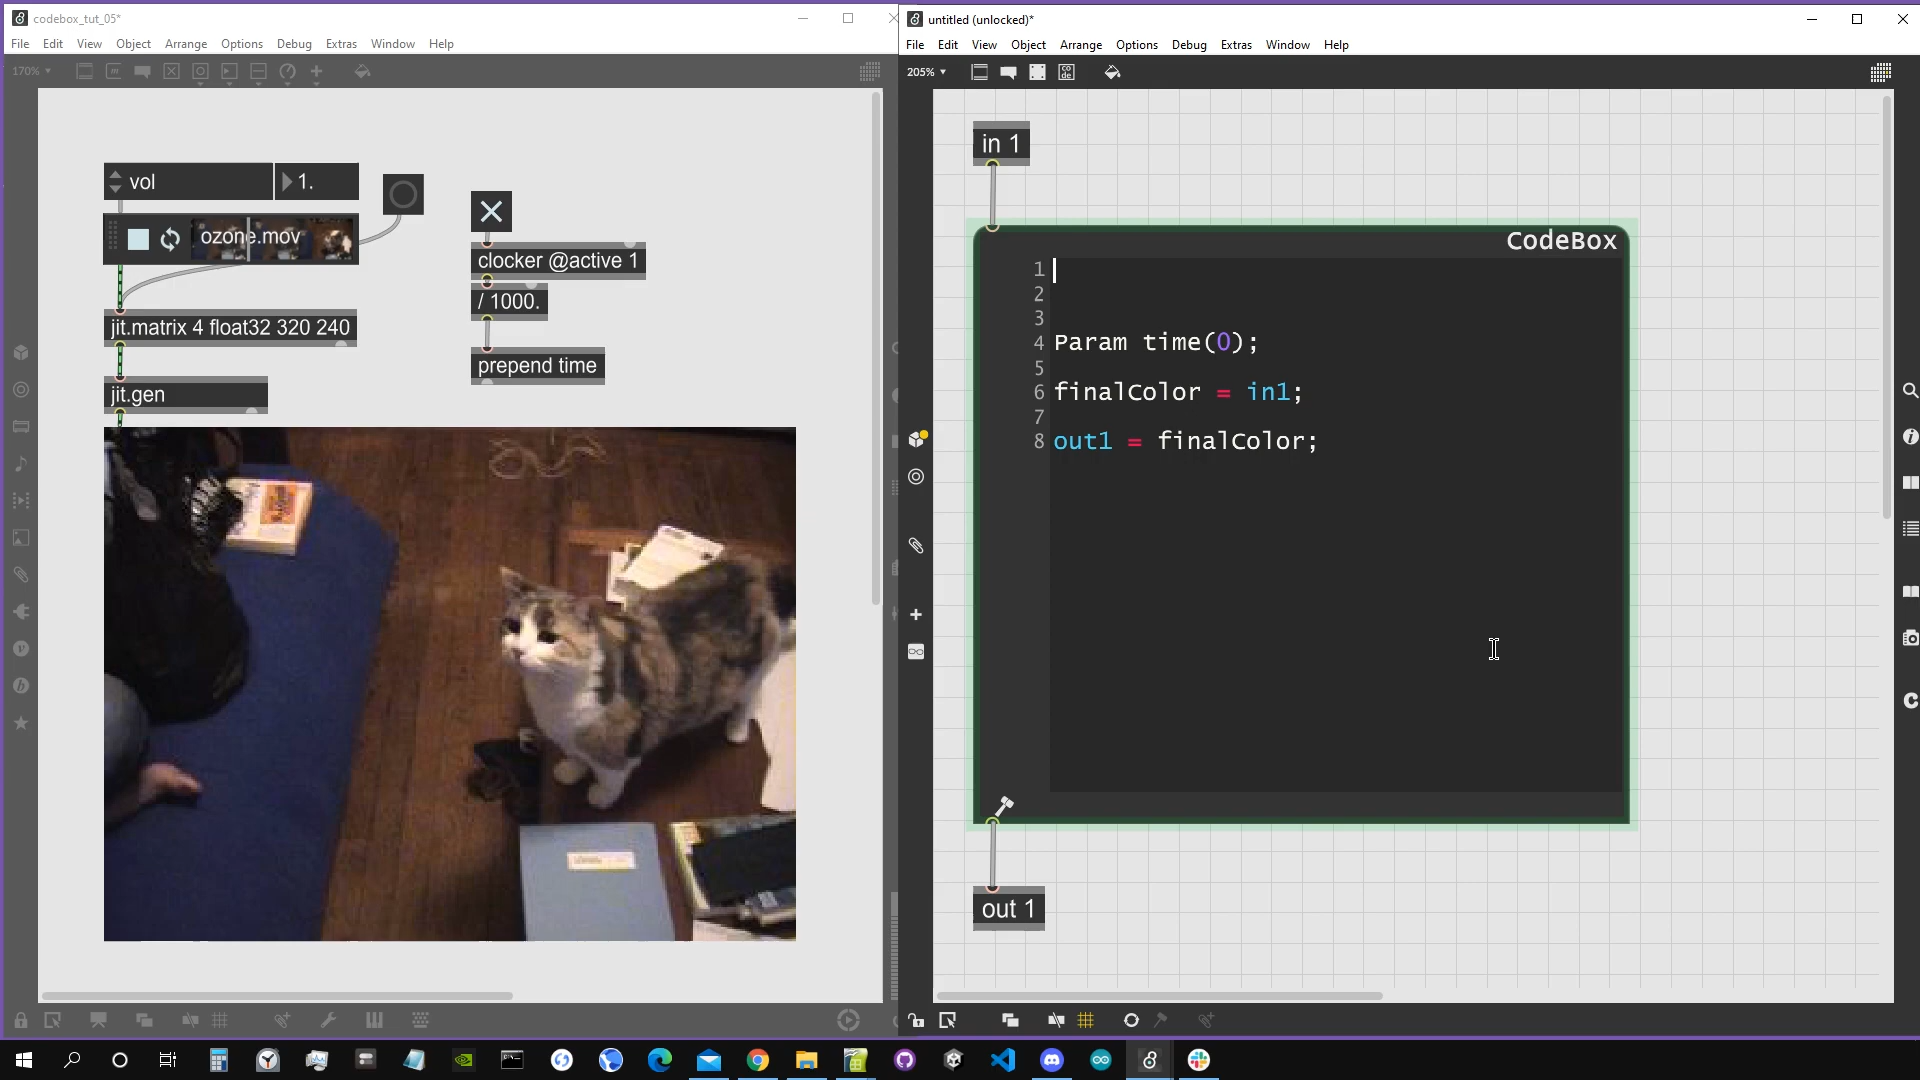 codebox_tut_05*
File Edit View Object Arrange Options Debug Extras Window Help
170%
vol
1.
ozone.mov
clocker @active 1
/ 1000.
prepend time
jit.matrix 4 float32 320 240
jit.gen
untitled (unlocked)*
File Edit View Object Arrange Options Debug Extras Window Help
205%
code
in 1
CodeBox
1
2
3
4 Param time(0);
5
6 finalColor = in1;
7
8 out1 = finalColor;
out 1